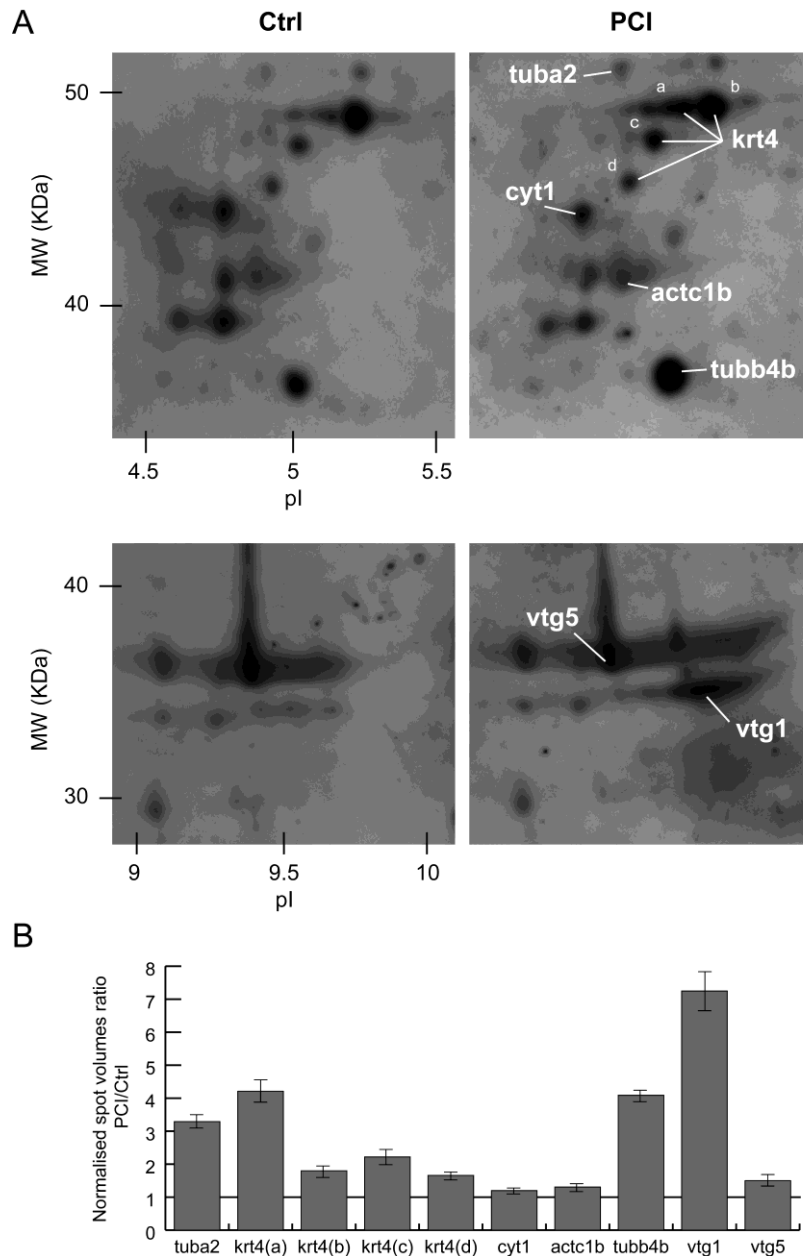 A
Ctrl PCI
50
40
MW (KDa)
tuba2
a b
c
krt4
d
cyt1
actc1b
tubb4b
4.5 5 5.5
pI
40
30
MW (KDa)
vtg5
vtg1
9 9.5 10
pI
B
Normalised spot volumes ratio
PCI/Ctrl
8
7
6
5
4
3
2
1
0
tuba2 krt4(a) krt4(b) krt4(c) krt4(d) cyt1 actc1b tubb4b vtg1 vtg5